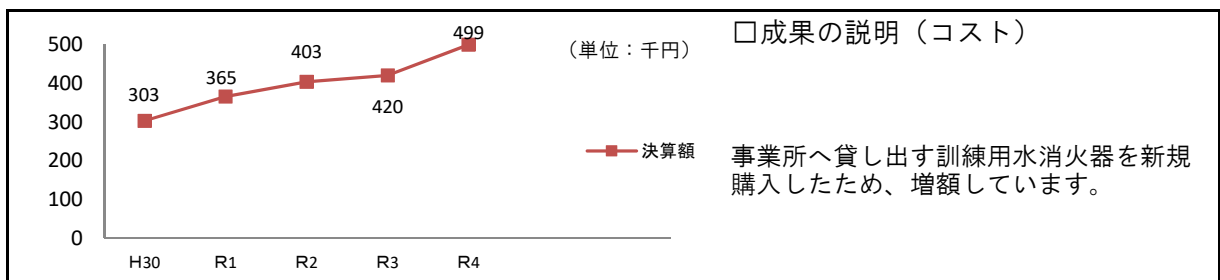 500
400
300
200
100
0
303
365
403
420
499
H30
R1
R2
R3
R4
（単位：千円）
決算額
□成果の説明（コスト）
事業所へ貸し出す訓練用水消火器を新規
購入したため、増額しています。